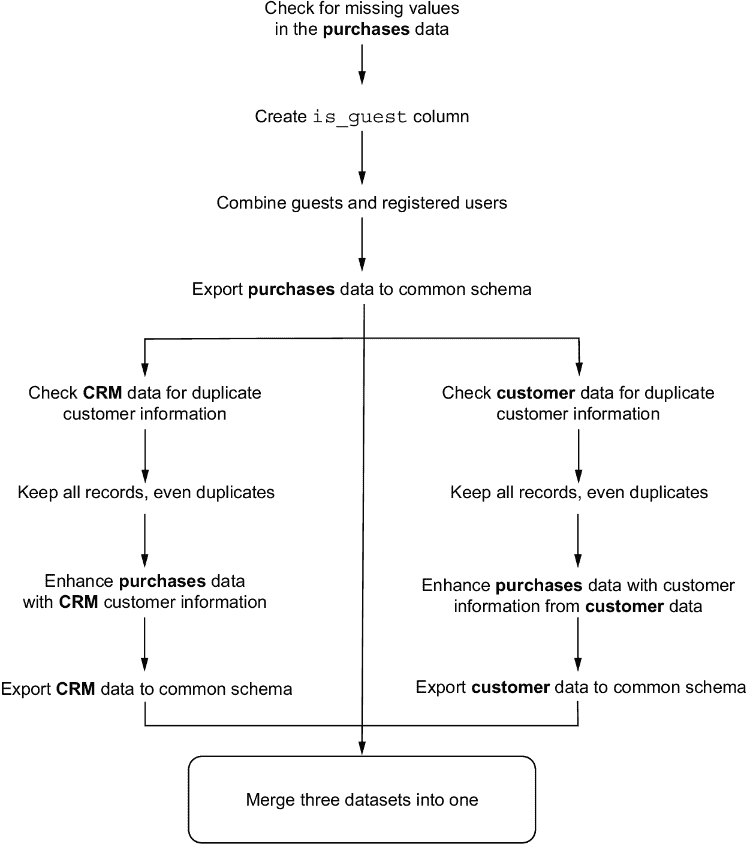 Check for missing values
in the purchases data
Create is_guest column
Combine guests and registered users
Export purchases data to common schema
Check CRM data for duplicate
customer information
Keep all records, even duplicates
Enhance purchases data
with CRM customer information
Export CRM data to common schema
Check customer data for duplicate
customer information
Keep all records, even duplicates
Enhance purchases data with customer
information from customer data
Export customer data to common schema
Merge three datasets into one